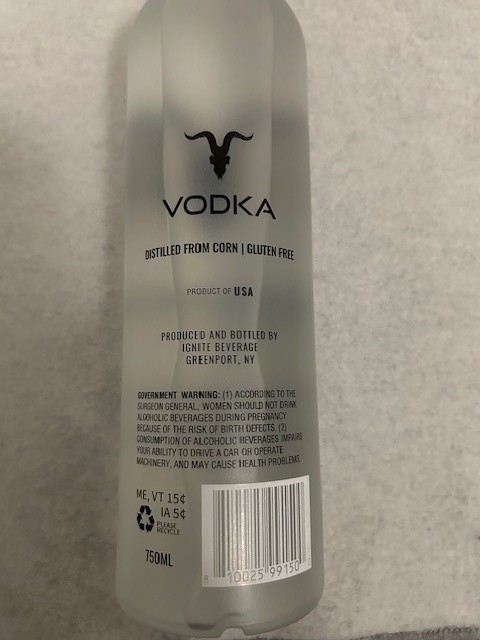 VODKA
DISTILLED FROM CORN | GLUTEN FREE
PRODUCT OF USA
PRODUCED AND BOTTLED BY
IGNITE BEVERAGE
GREENPORT, NY
GOVERNMENT WARNING: (1) ACCORDING TO THE
SURGEON GENERAL, WOMEN SHOULD NOT DRINK
ALCOHOLIC BEVERAGES DURING PREGNANCY
BECAUSE OF THE RISK OF BIRTH DEFECTS. (2)
CONSUMPTION OF ALCOHOLIC BEVERAGES IMPAIRS
YOUR ABILITY TO DRIVE A CAR OR OPERATE
MACHINERY, AND MAY CAUSE HEALTH PROBLEMS.
ME, VT 15¢
IA 5¢
PLEASE
RECYCLE
750ML
8 10025 99150